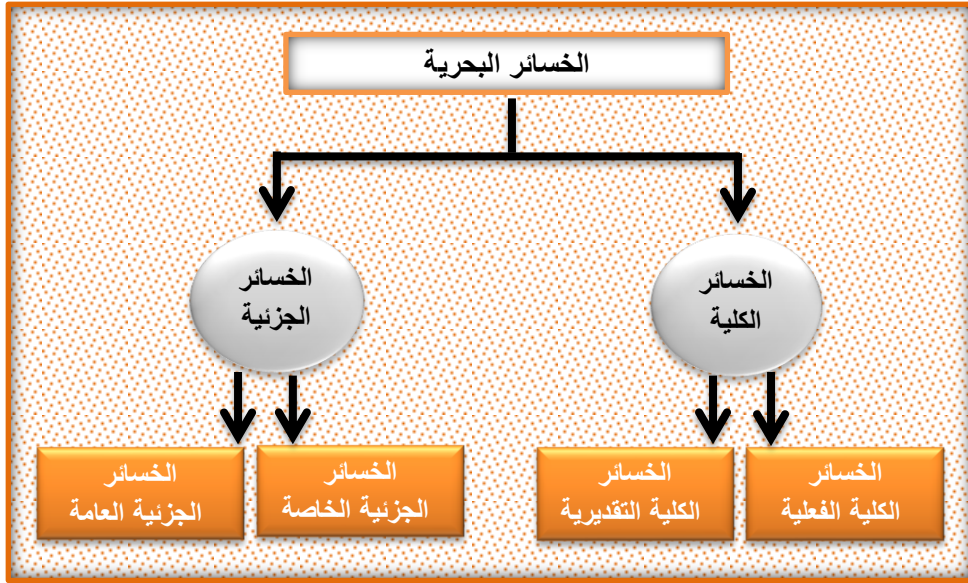 الخسائر البحرية
الخسائر
الكلية
الخسائر
الجزئية
الخسائر
الكلية الفعلية
الخسائر
الكلية التقديرية
الخسائر
الجزئية الخاصة
الخسائر
الجزئية العامة